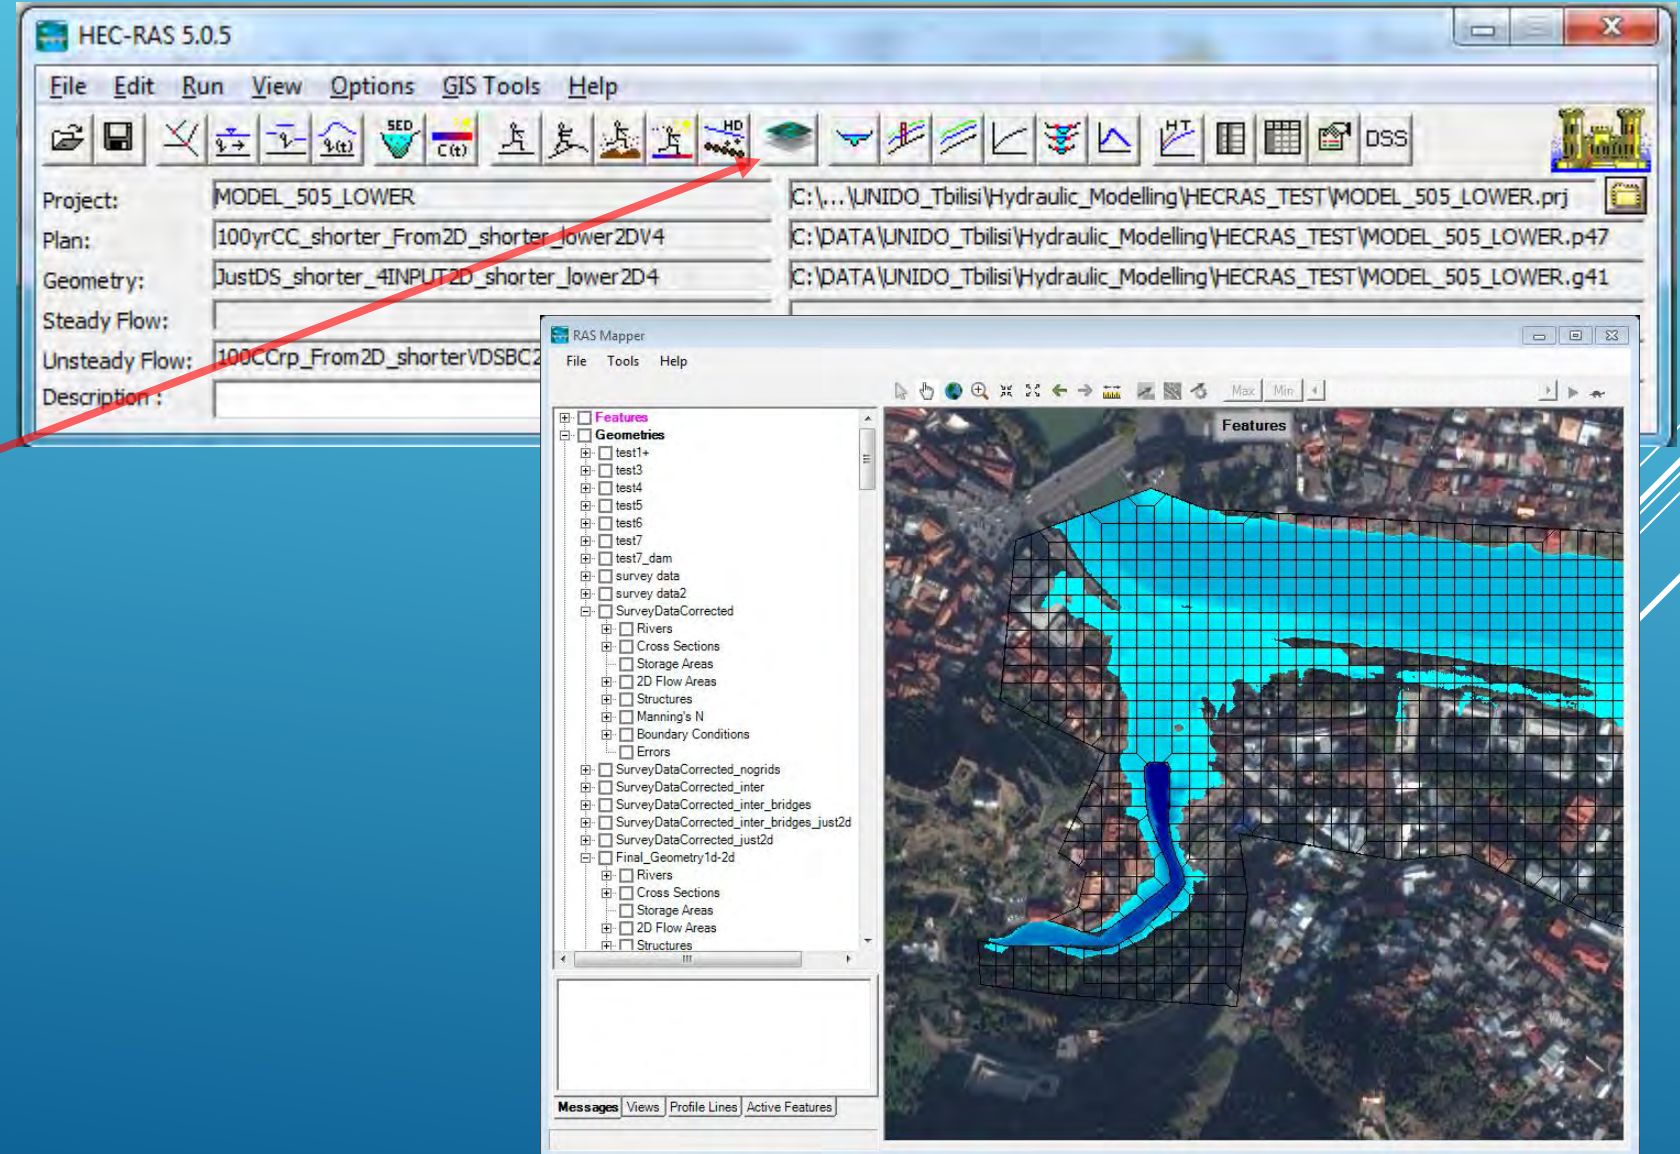 HEC-RAS 5.0.5
File Edit Run View Options GIS Tools Help
SED C(t) HD HT DSS
Project: MODEL_505_LOWER C:\...\UNIDO_Tbilisi\Hydraulic_Modelling\HECRAS_TEST\MODEL_505_LOWER.prj
Plan: 100yrCC_shorter_From2D_shorter_lower2DV4 C:\DATA\UNIDO_Tbilisi\Hydraulic_Modelling\HECRAS_TEST\MODEL_505_LOWER.p47
Geometry: JustDS_shorter_4INPUT2D_shorter_lower2D4 C:\DATA\UNIDO_Tbilisi\Hydraulic_Modelling\HECRAS_TEST\MODEL_505_LOWER.g41
Steady Flow:
Unsteady Flow: 100CCrp_From2D_shorterVDSBC2
Description :
RAS Mapper
File Tools Help
Max Min
Features
Geometries
test1+
test3
test4
test5
test6
test7
test7_dam
survey data
survey data2
SurveyDataCorrected
Rivers
Cross Sections
Storage Areas
2D Flow Areas
Structures
Manning's N
Boundary Conditions
Errors
SurveyDataCorrected_nogrids
SurveyDataCorrected_inter
SurveyDataCorrected_inter_bridges
SurveyDataCorrected_inter_bridges_just2d
SurveyDataCorrected_just2d
Final_Geometry1d-2d
Rivers
Cross Sections
Storage Areas
2D Flow Areas
Structures
Features
Messages Views Profile Lines Active Features